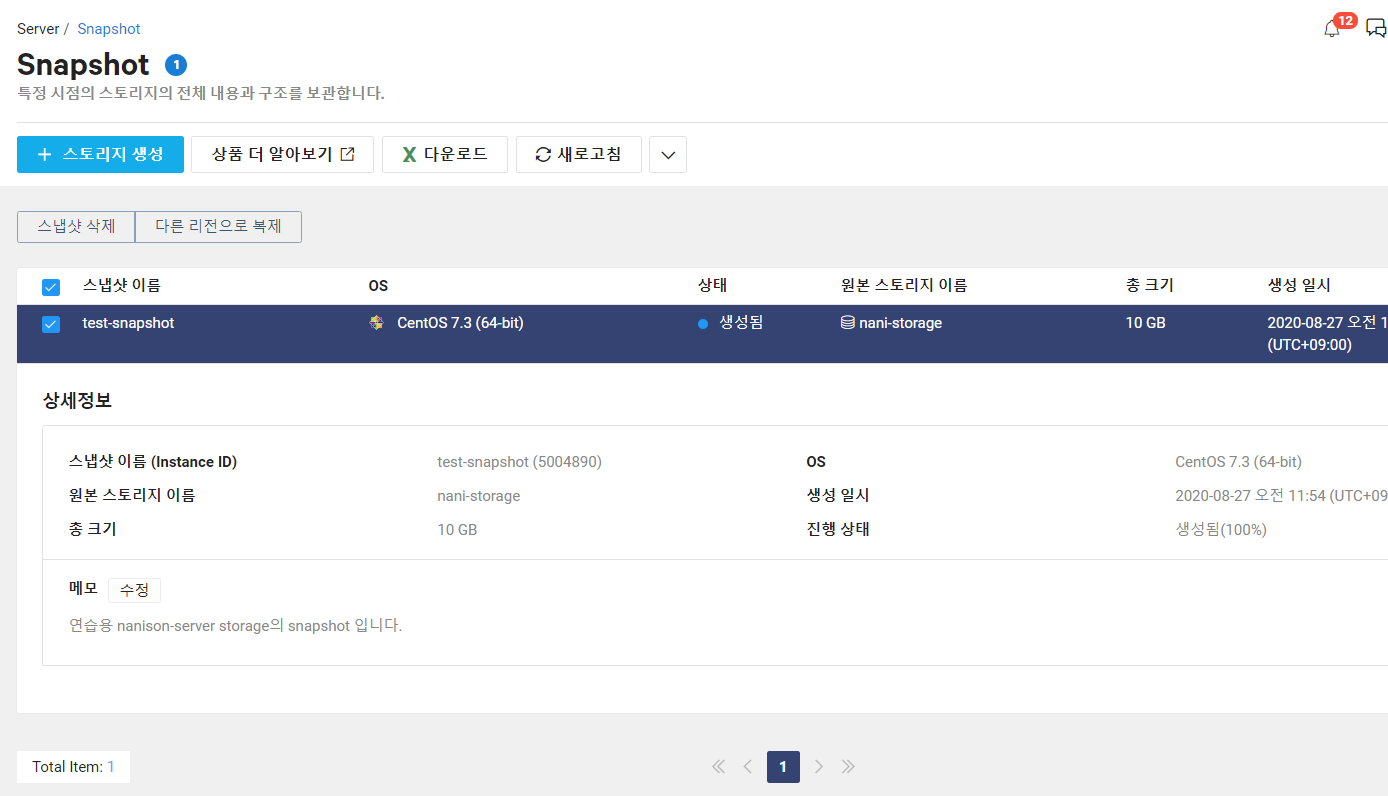 Server / Snapshot
12
Snapshot 1
특정 시점의 스토리지의 전체 내용과 구조를 보관합니다.
+ 스토리지 생성 상품 더 알아보기 다운로드 새로고침
스냅샷 삭제 다른 리전으로 복제
스냅샷 이름 OS 상태 원본 스토리지 이름 총 크기 생성 일시
test-snapshot CentOS 7.3 (64-bit) 생성됨 nani-storage 10 GB 2020-08-27 오전 1
(UTC+09:00)
상세정보
스냅샷 이름 (Instance ID) test-snapshot (5004890) OS CentOS 7.3 (64-bit)
원본 스토리지 이름 nani-storage 생성 일시 2020-08-27 오전 11:54 (UTC+09
총 크기 10 GB 진행 상태 생성됨(100%)
메모 수정
연습용 nanison-server storage의 snapshot 입니다.
Total Item: 1 1